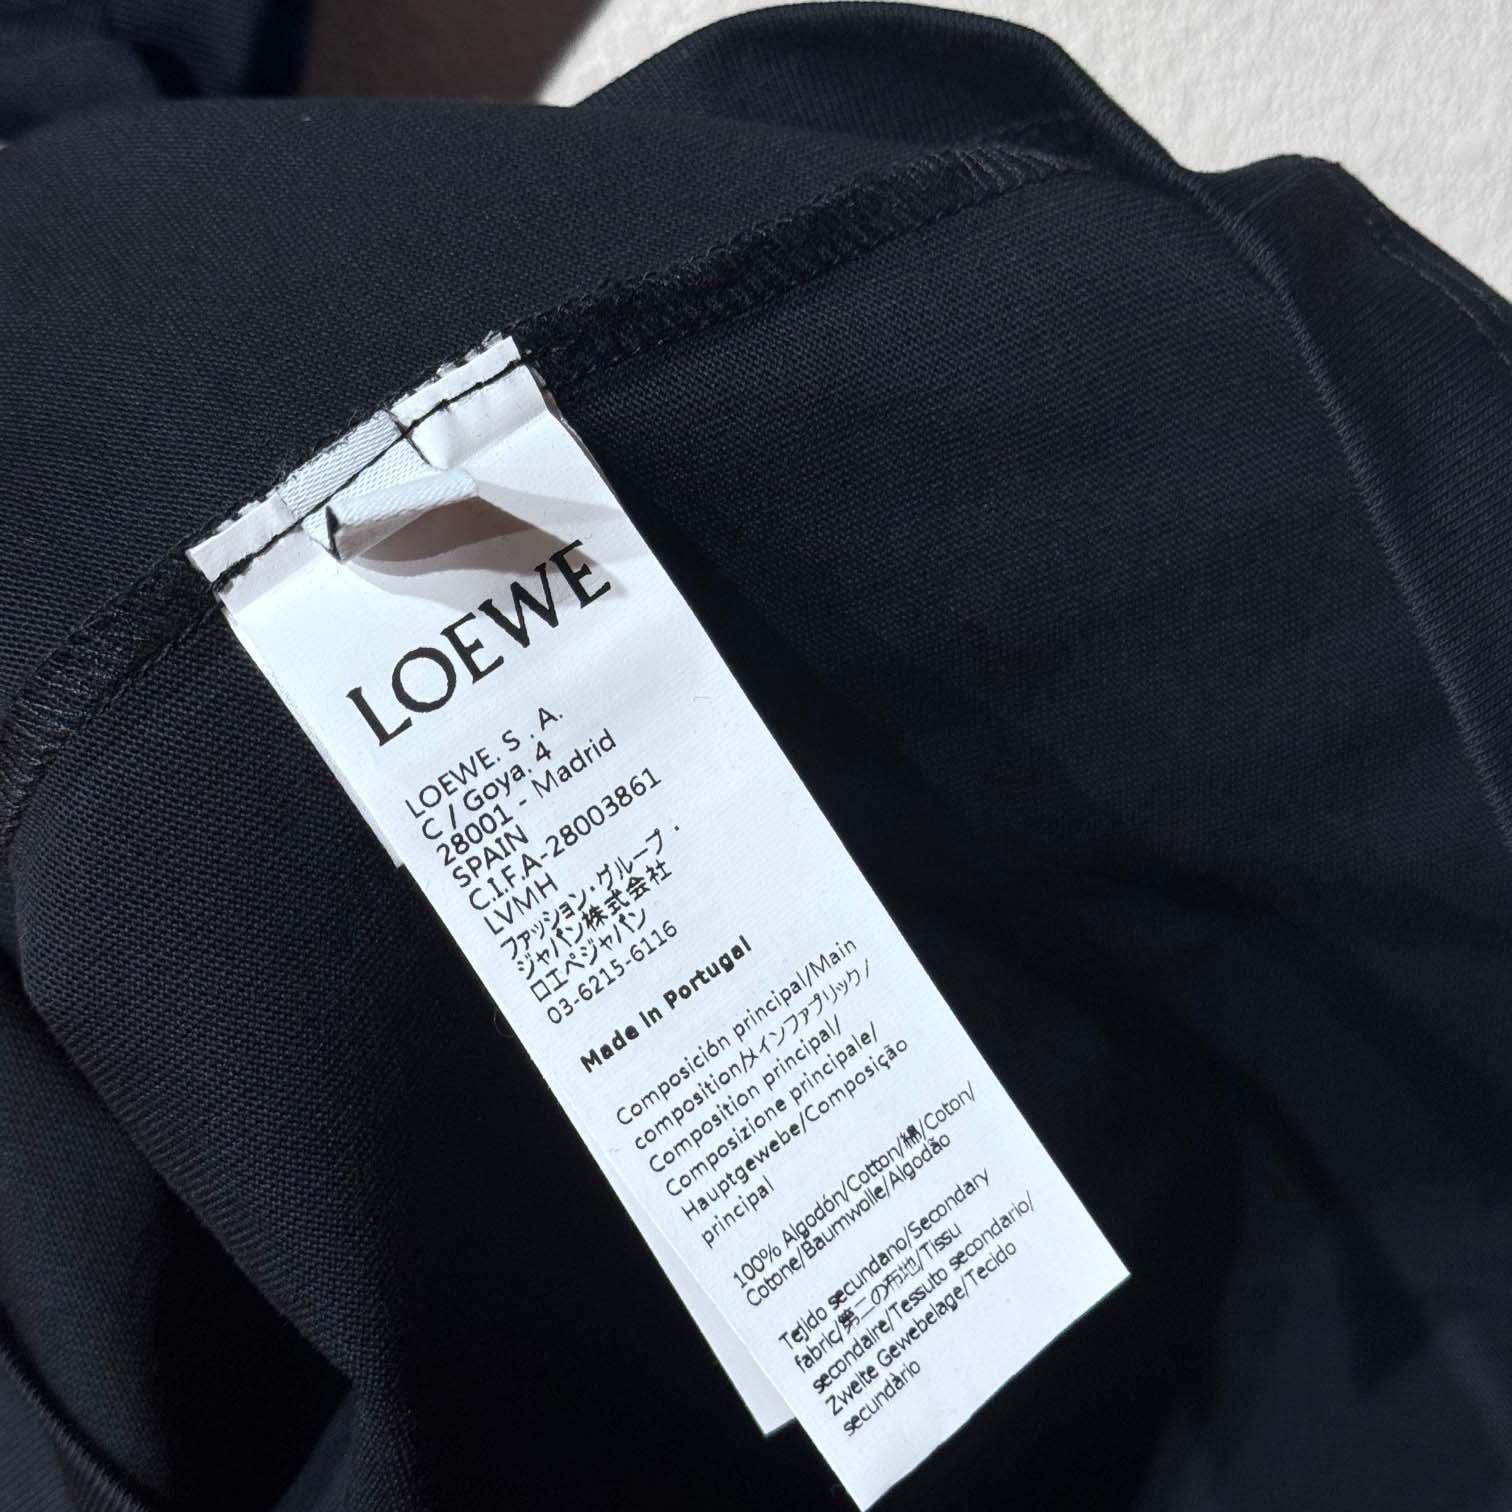 LOEWE
LOEWE. S . A.
C / Goya. 4
28001 - Madrid
SPAIN
C.I.F.A-28003861
LVMH
ファッション・グループ・
ジャパン株式会社
ロエベジャパン
03-6215-6116
Made In Portugal
Composición principal/Main
composition/メインファブリック/
Composition principal/
Composizione principale/
Hauptgewebe/Composição
principal
100% Algodón/Cotton/綿/Coton/
Cotone/Baumwolle/Algodão
Tejido secundano/Secondary
fabric/第二の布地/Tissu
secondaire/Tessuto secondario/
Zwelte Gewebelage/Tecido
secundàrio